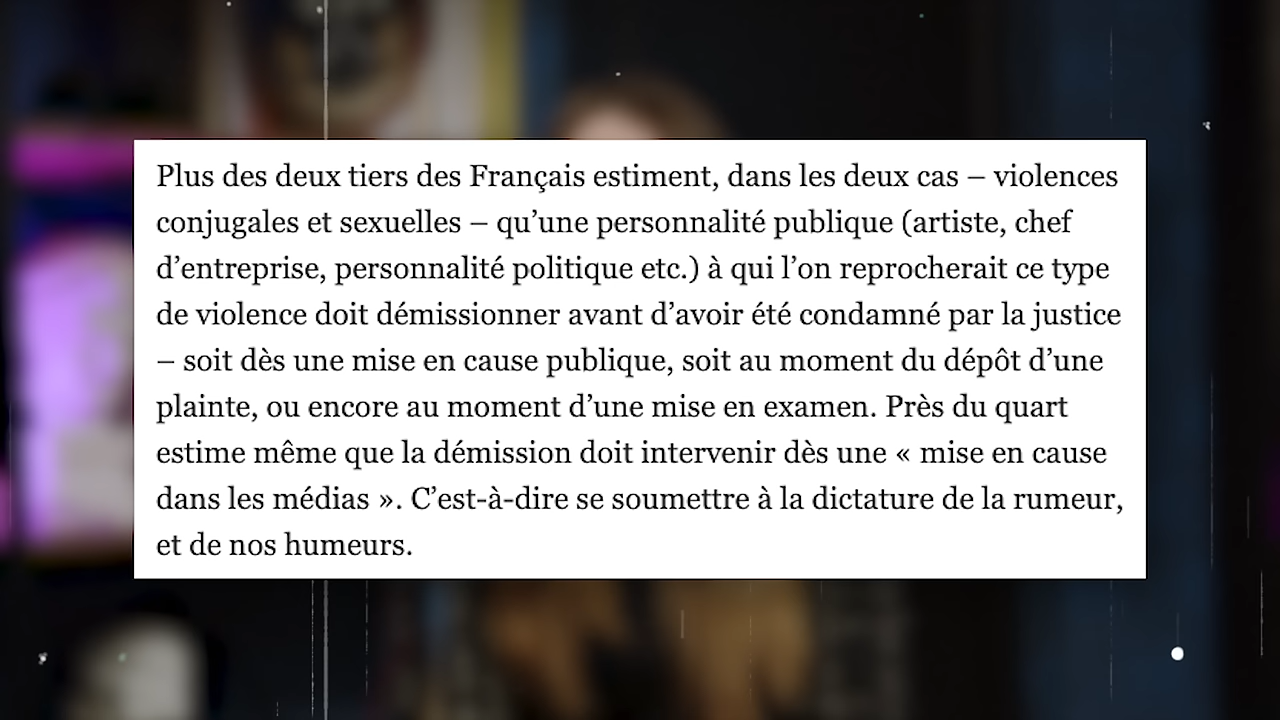 Plus des deux tiers des Français estiment, dans les deux cas – violences
conjugales et sexuelles – qu’une personnalité publique (artiste, chef
d’entreprise, personnalité politique etc.) à qui l’on reprocherait ce type
de violence doit démissionner avant d’avoir été condamné par la justice
– soit dès une mise en cause publique, soit au moment du dépôt d’une
plainte, ou encore au moment d’une mise en examen. Près du quart
estime même que la démission doit intervenir dès une « mise en cause
dans les médias ». C’est-à-dire se soumettre à la dictature de la rumeur,
et de nos humeurs.